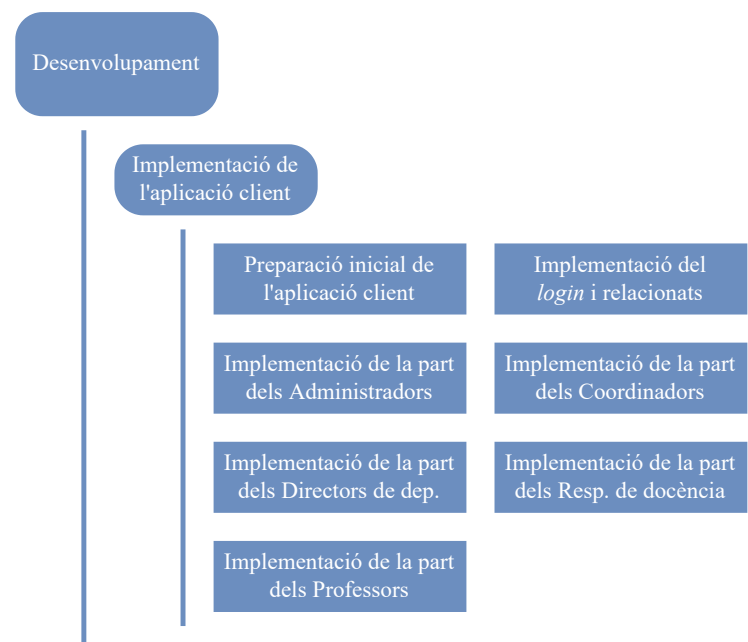 Desenvolupament
Implementació de
l'aplicació client
Preparació inicial de
l'aplicació client
Implementació del
login i relacionats
Implementació de la part
dels Administradors
Implementació de la part
dels Coordinadors
Implementació de la part
dels Directors de dep.
Implementació de la part
dels Resp. de docència
Implementació de la part
dels Professors